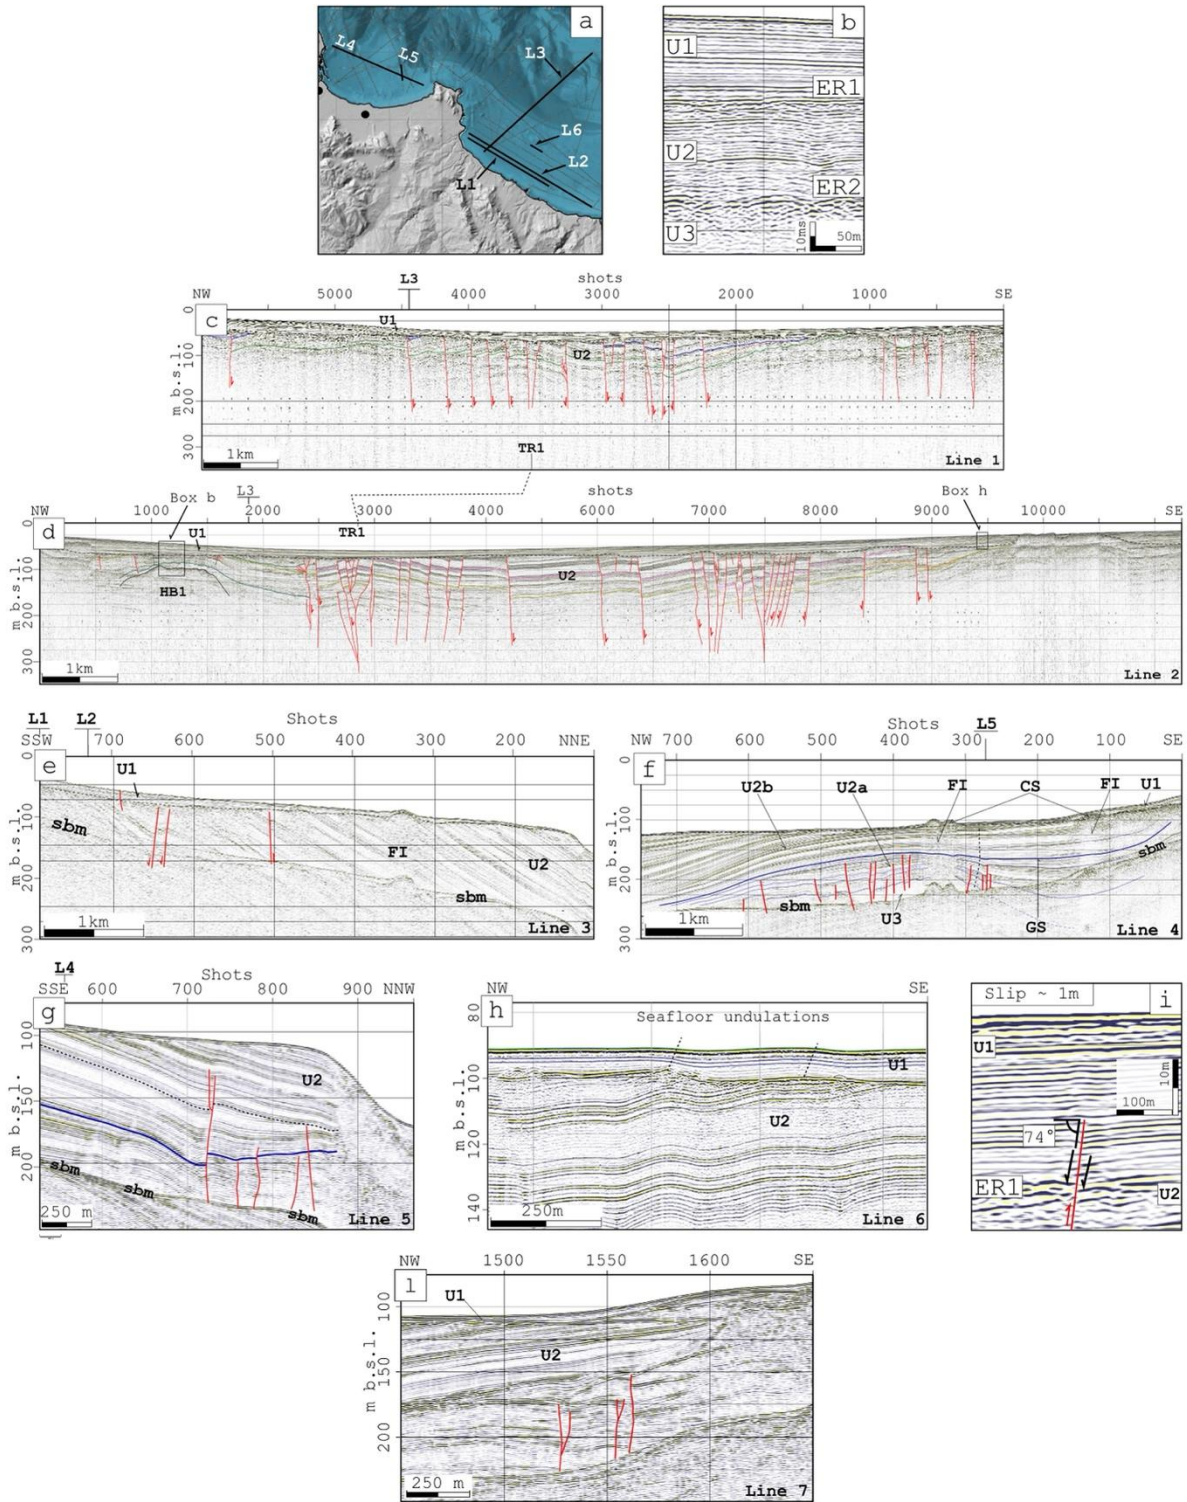 a
L4
L5
L3
L6
L2
L1
b
U1
ER1
U2
ER2
U3
10ms
50m
L3
shots
NW 5000 4000 3000 2000 1000 SE
c
0
100
200
300
m b.s.l.
U1
U2
TR1
1km
Line 1
Box b
L3
shots
Box h
NW 1000 2000 3000 4000 5000 6000 7000 8000 9000 10000 SE
d
0
100
200
300
m b.s.l.
U1
TR1
U2
HB1
1km
Line 2
L1 L2 Shots
SSW 700 600 500 400 300 200 NNE
e
0
100
200
300
m b.s.l.
U1
sbm
FI
U2
sbm
1km
Line 3
Shots L5
NW 700 600 500 400 300 200 100 SE
f
0
100
200
300
m b.s.l.
U2b U2a FI CS FI U1
sbm
sbm
U3
GS
1km
Line 4
L4
Shots
SSE 600 700 800 900 NNW
g
100
150
200
m b.s.l.
U2
sbm
sbm
sbm
250 m
Line 5
NW SE
h
80
100
120
140
m b.s.l.
Seafloor undulations
U1
U2
250m
Line 6
Slip ~ 1m
i
U1
10m
100m
74°
ER1
U2
NW 1500 1550 1600 SE
l
100
150
200
m b.s.l.
U1
U2
250 m
Line 7